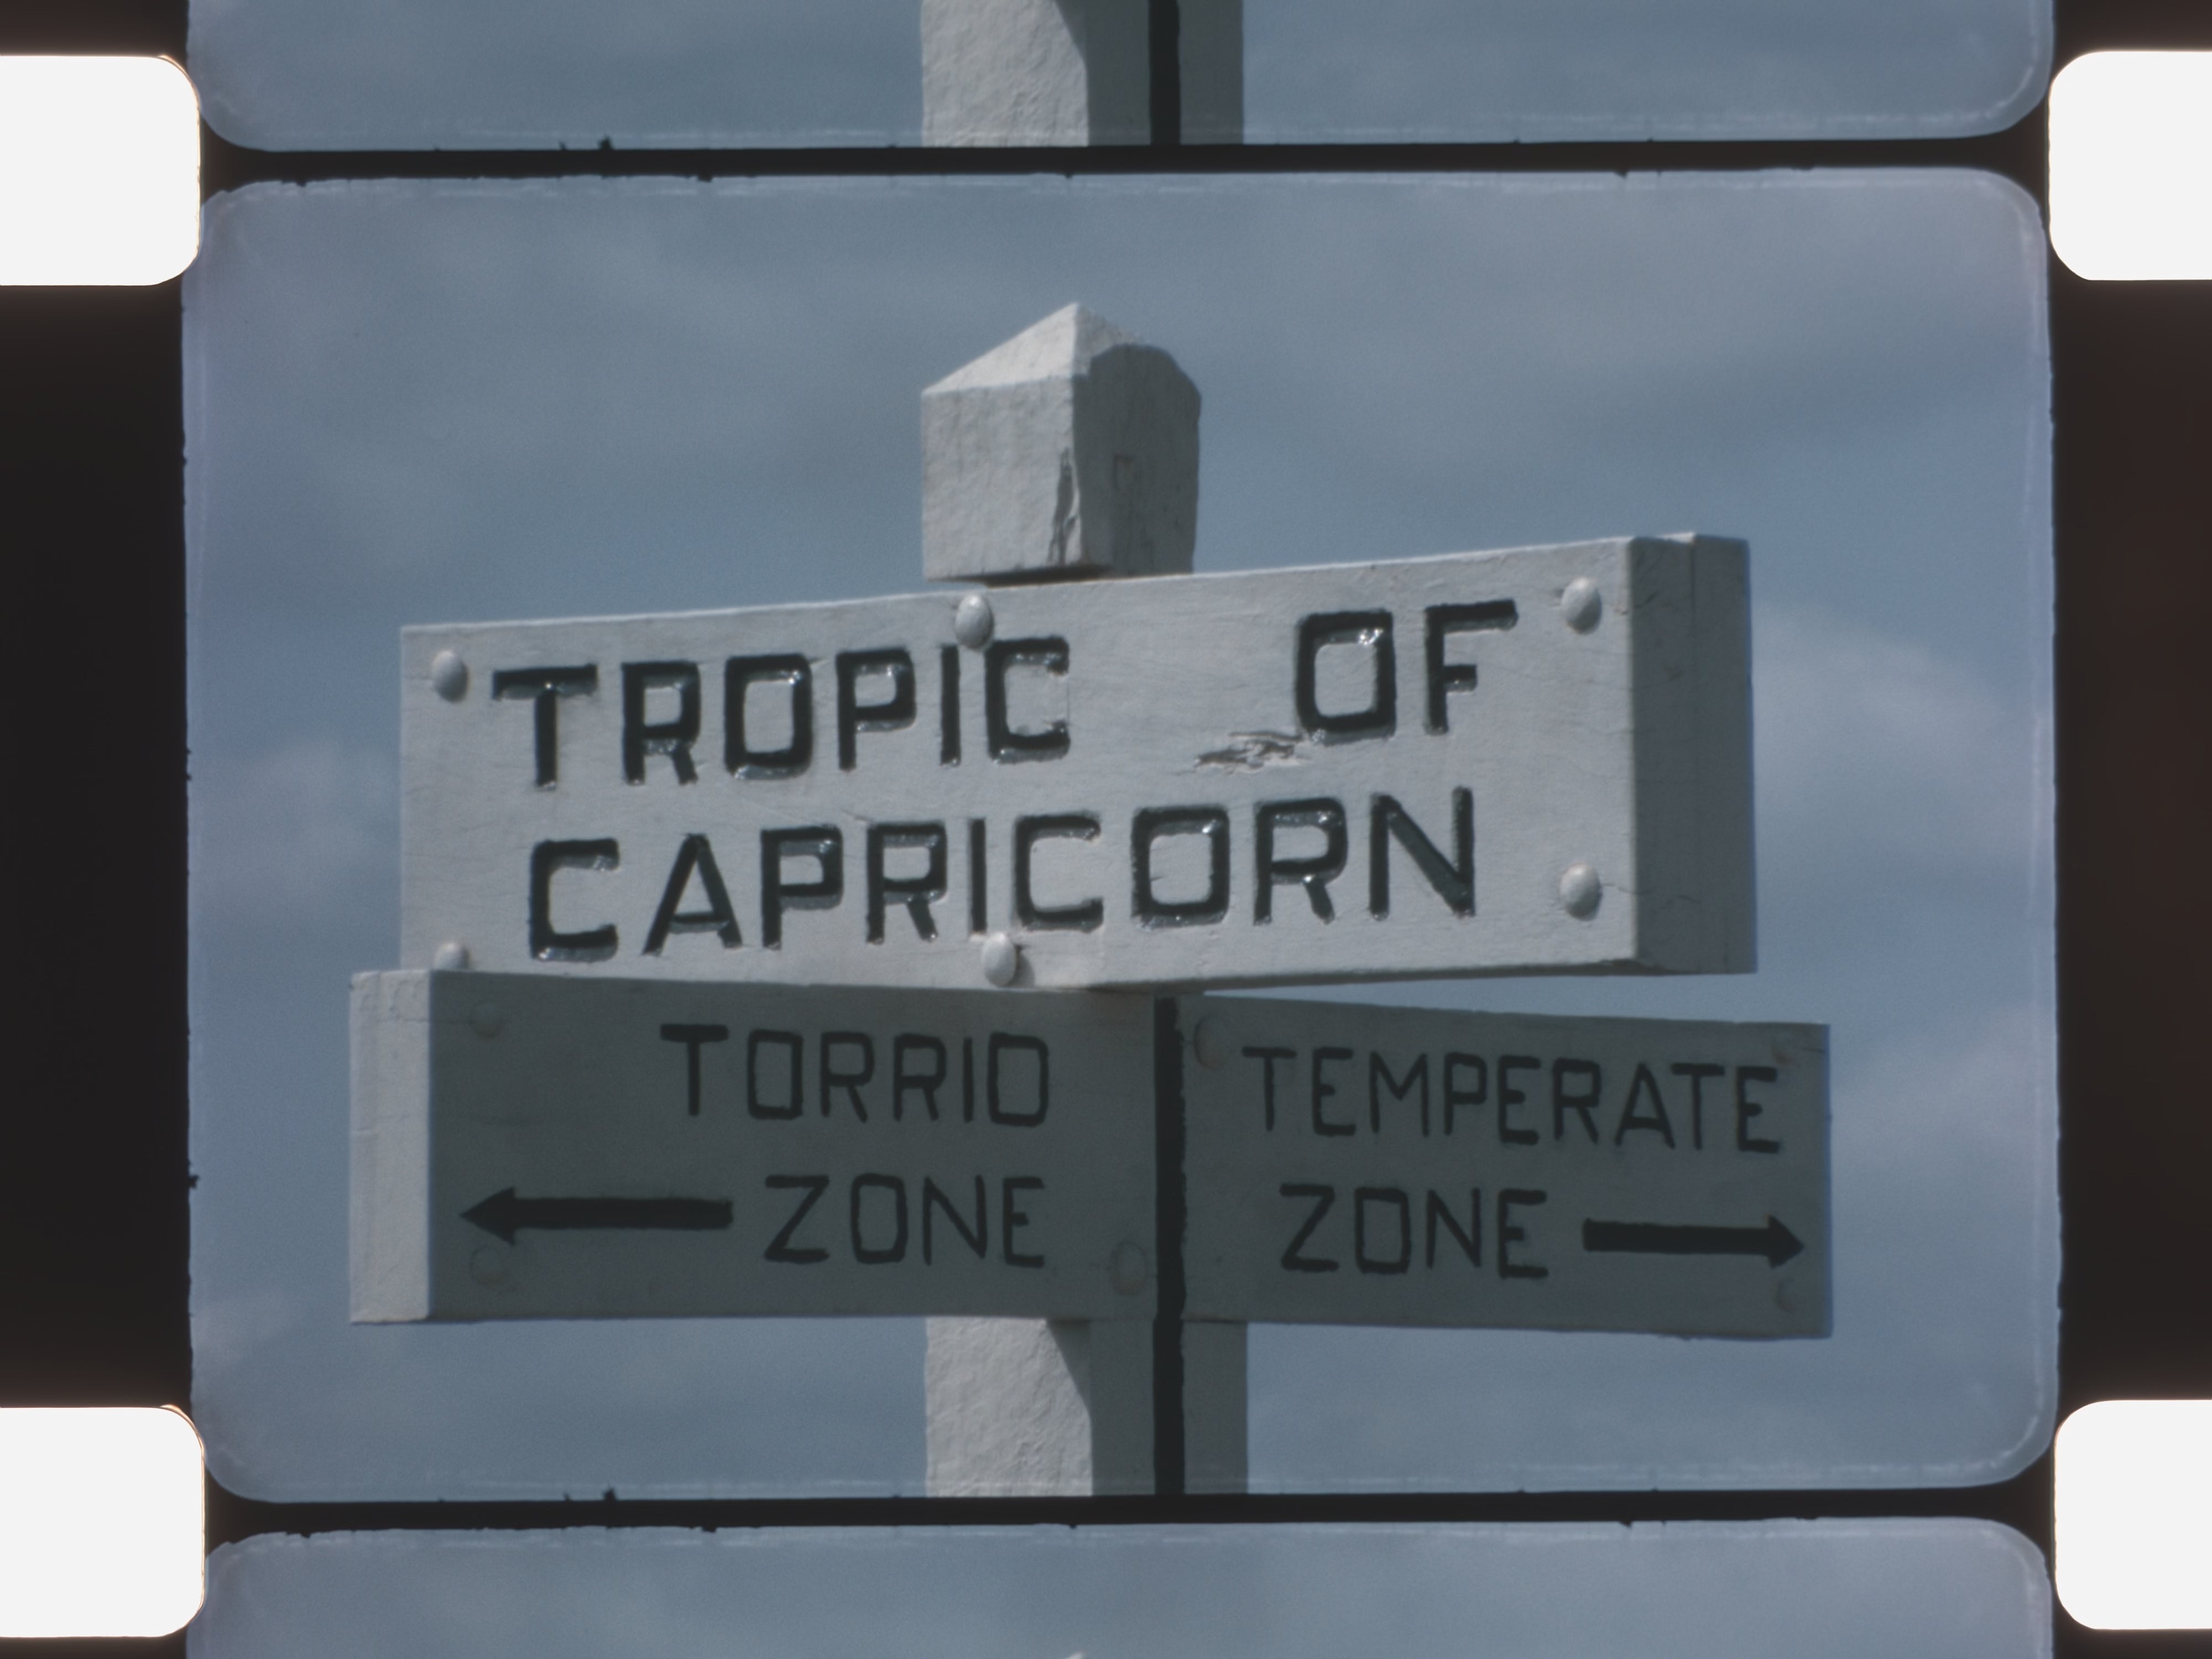 TROPIC OF
CAPRICORN
TORRID
ZONE
TEMPERATE
ZONE